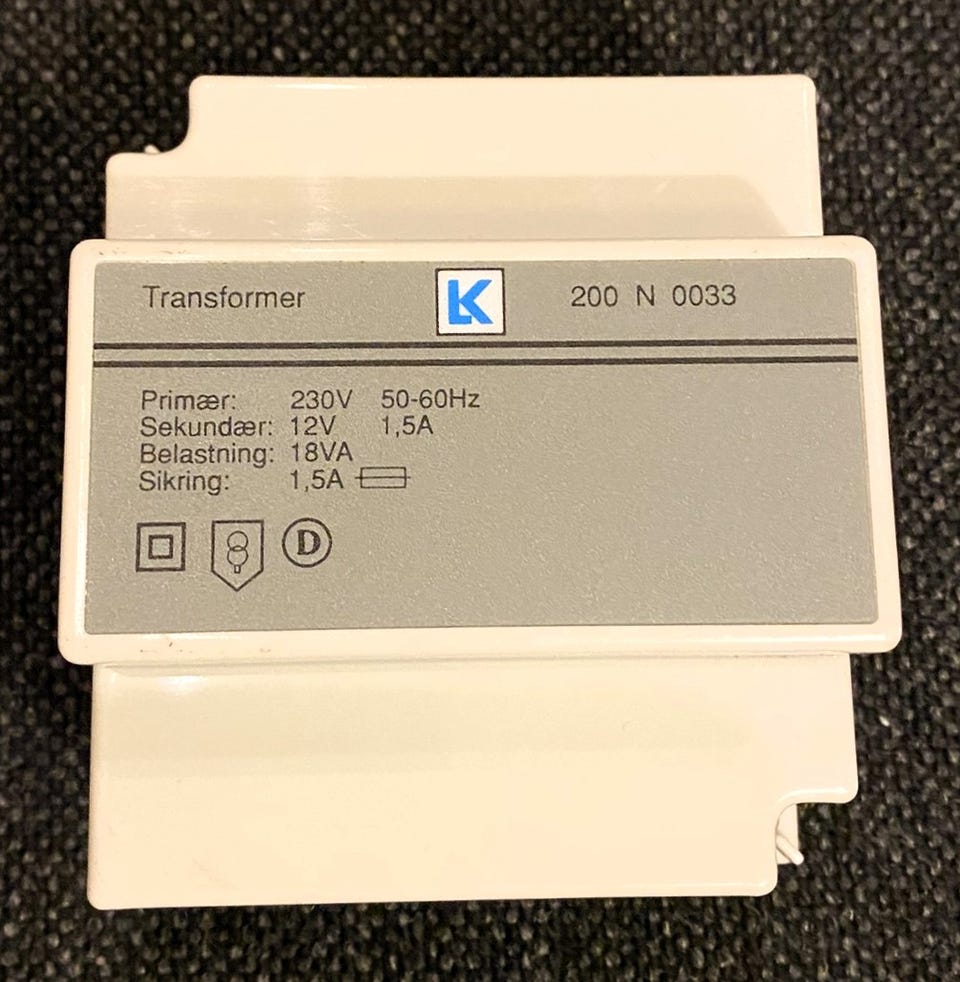 Transformer LK 200 N 0033
Primær: 230V 50-60Hz
Sekundær: 12V 1,5A
Belastning: 18VA
Sikring: 1,5A
D